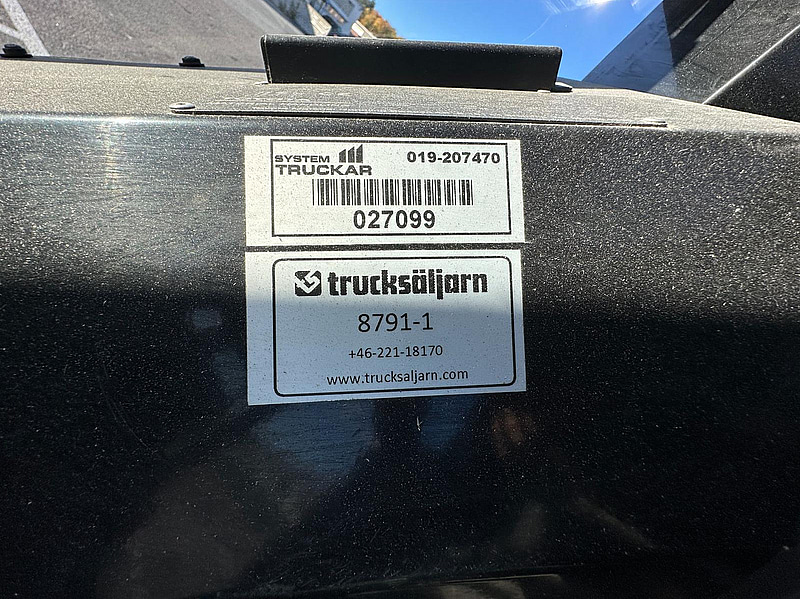 SYSTEM
TRUCKAR
019-207470
027099
trucksäljarn
8791-1
+46-221-18170
www.trucksaljarn.com